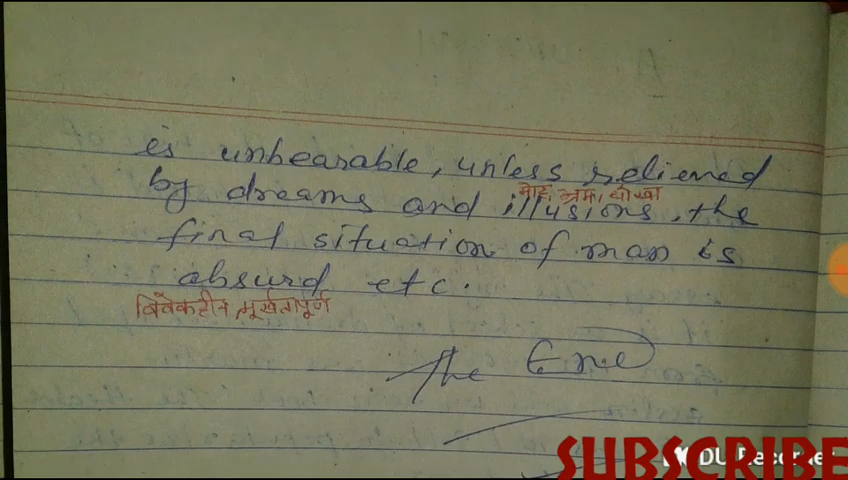 is unbearable, unless relieved
by dreams and illusions, the
मोह, भ्रम, धोखा
final situation of man is
absurd etc.
विवेकहीन मूर्खतापूर्ण
The End
SUBSCRIBE
DU Recorder